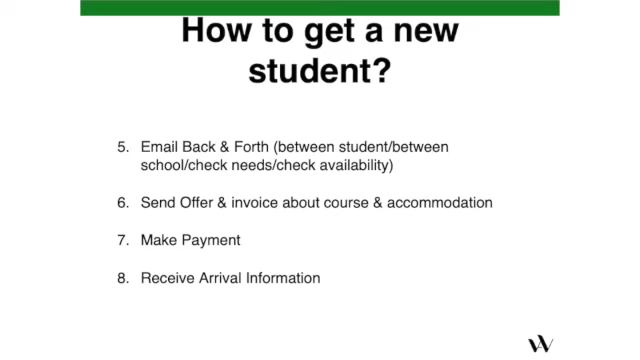 How to get a new
student?
5. Email Back & Forth (between student/between
school/check needs/check availability)
6. Send Offer & invoice about course & accommodation
7. Make Payment
8. Receive Arrival Information